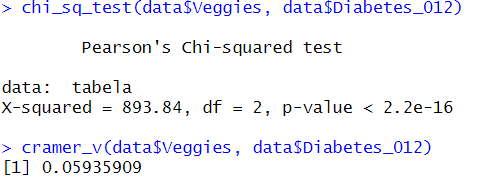 > chi_sq_test(data$Veggies, data$Diabetes_012)
Pearson's Chi-squared test
data:  tabela
X-squared = 893.84, df = 2, p-value < 2.2e-16
> cramer_v(data$Veggies, data$Diabetes_012)
[1] 0.05935909